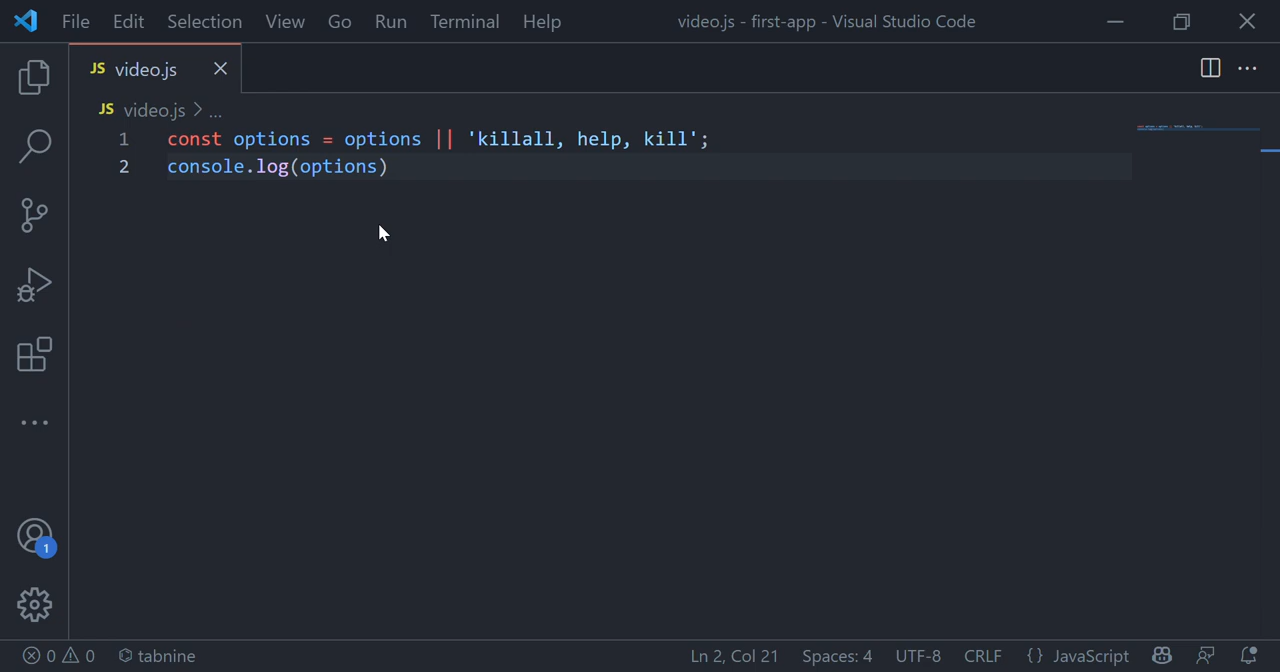 File Edit Selection View Go Run Terminal Help video.js - first-app - Visual Studio Code
JS video.js
JS video.js > ...
1 const options = options || 'killall, help, kill';
2 console.log(options)
1
0 0 tabnine Ln 2, Col 21 Spaces: 4 UTF-8 CRLF {} JavaScript